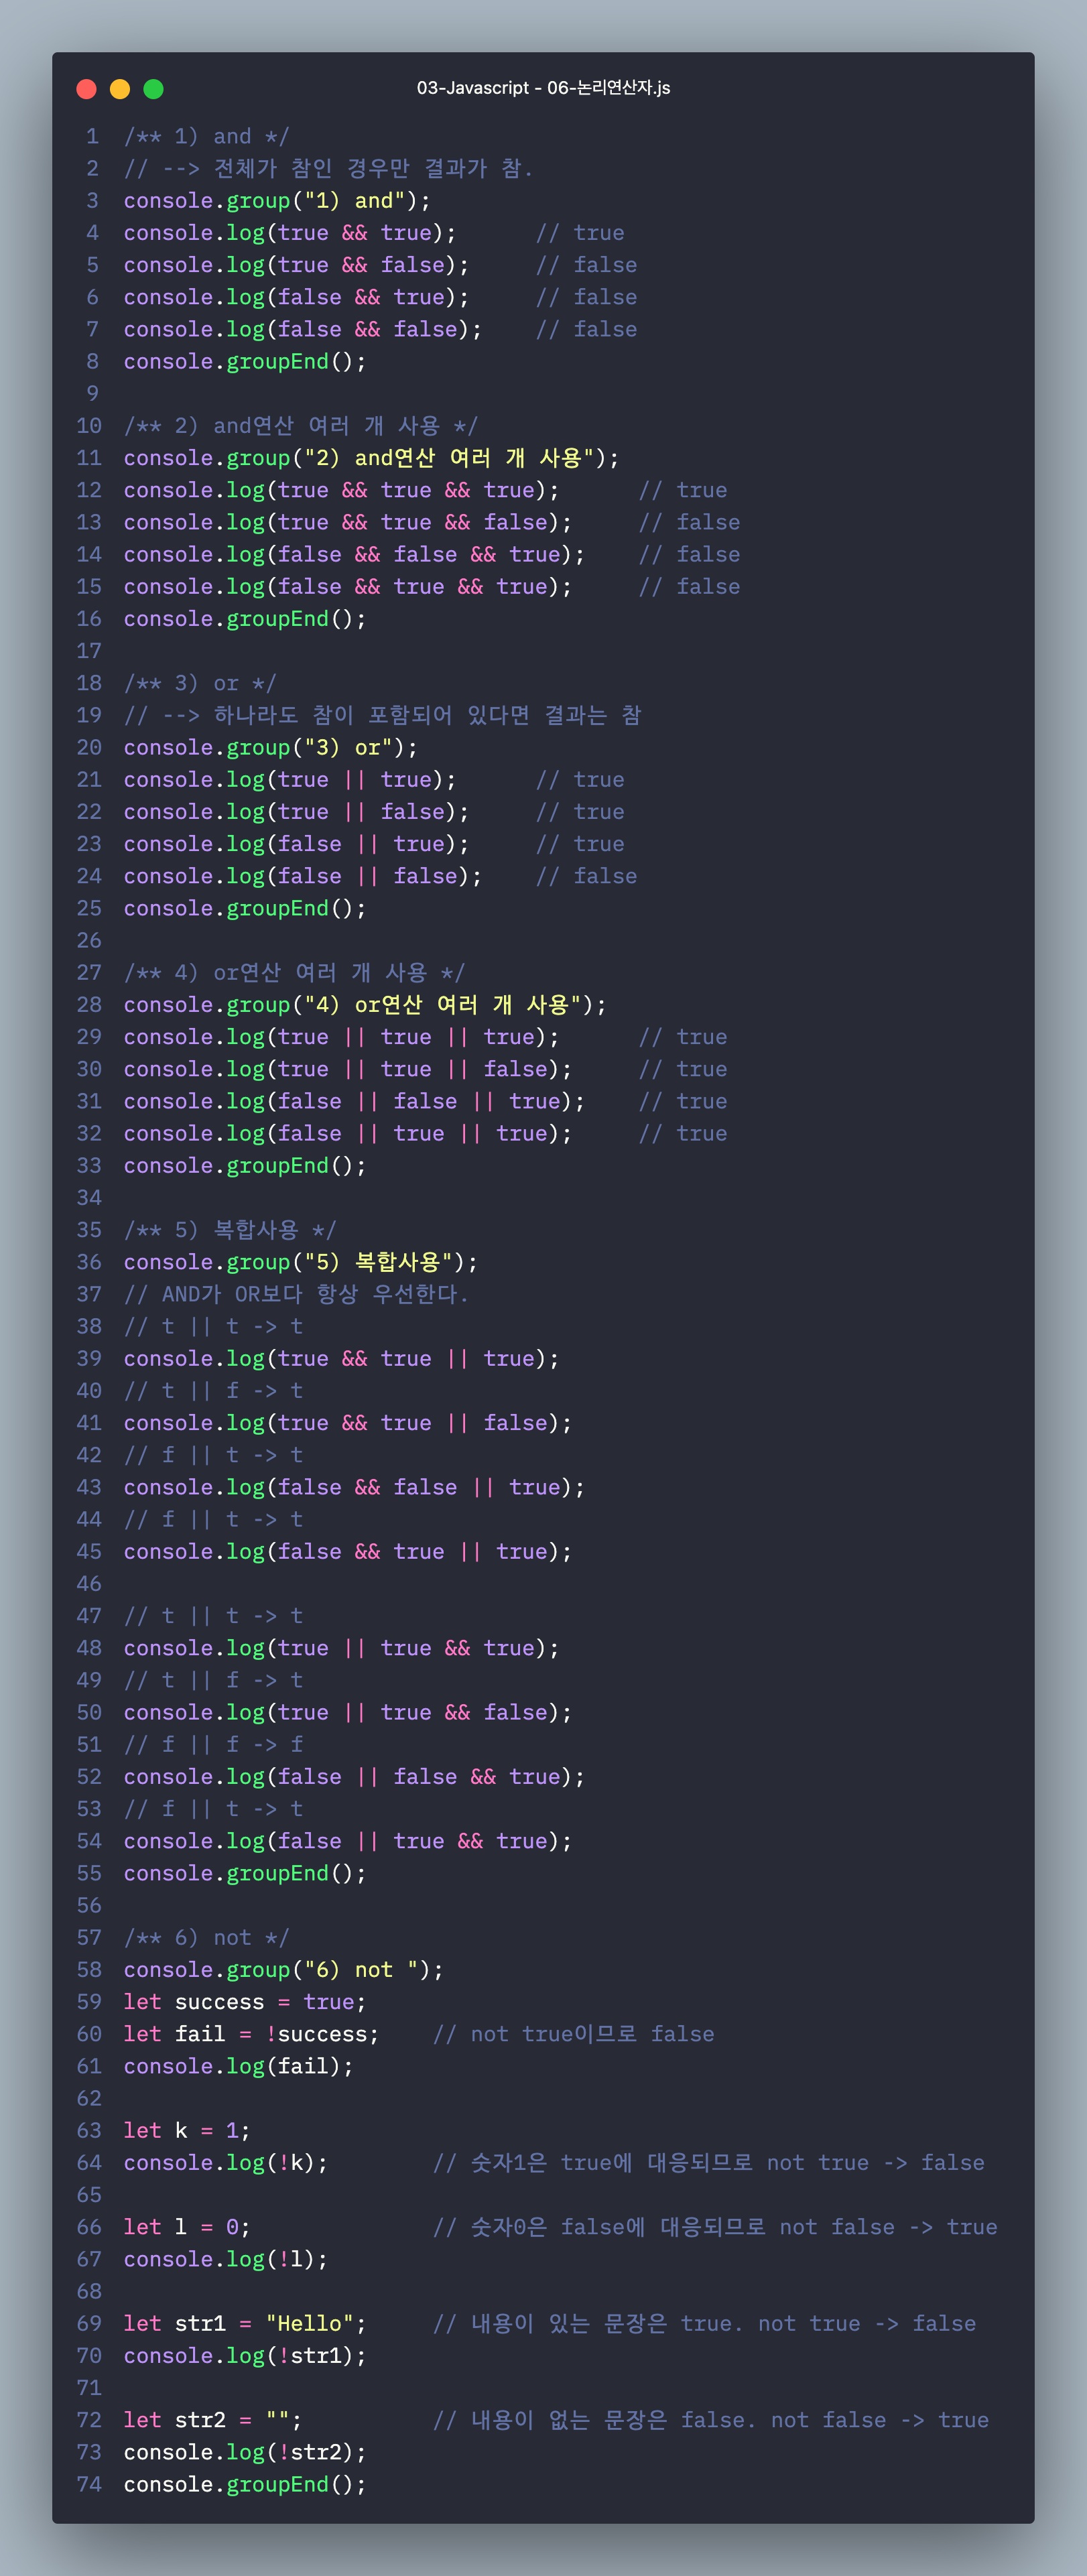 03-Javascript - 06-논리연산자.js
1 /** 1) and */
2 // --> 전체가 참인 경우만 결과가 참.
3 console.group("1) and");
4 console.log(true && true);      // true
5 console.log(true && false);     // false
6 console.log(false && true);     // false
7 console.log(false && false);    // false
8 console.groupEnd();
9
10 /** 2) and연산 여러 개 사용 */
11 console.group("2) and연산 여러 개 사용");
12 console.log(true && true && true);      // true
13 console.log(true && true && false);     // false
14 console.log(false && false && true);    // false
15 console.log(false && true && true);     // false
16 console.groupEnd();
17
18 /** 3) or */
19 // --> 하나라도 참이 포함되어 있다면 결과는 참
20 console.group("3) or");
21 console.log(true || true);      // true
22 console.log(true || false);     // true
23 console.log(false || true);     // true
24 console.log(false || false);    // false
25 console.groupEnd();
26
27 /** 4) or연산 여러 개 사용 */
28 console.group("4) or연산 여러 개 사용");
29 console.log(true || true || true);      // true
30 console.log(true || true || false);     // true
31 console.log(false || false || true);    // true
32 console.log(false || true || true);     // true
33 console.groupEnd();
34
35 /** 5) 복합사용 */
36 console.group("5) 복합사용");
37 // AND가 OR보다 항상 우선한다.
38 // t || t -> t
39 console.log(true && true || true);
40 // t || f -> t
41 console.log(true && true || false);
42 // f || t -> t
43 console.log(false && false || true);
44 // f || t -> t
45 console.log(false && true || true);
46
47 // t || t -> t
48 console.log(true || true && true);
49 // t || f -> t
50 console.log(true || true && false);
51 // f || f -> f
52 console.log(false || false && true);
53 // f || t -> t
54 console.log(false || true && true);
55 console.groupEnd();
56
57 /** 6) not */
58 console.group("6) not ");
59 let success = true;
60 let fail = !success;    // not true이므로 false
61 console.log(fail);
62
63 let k = 1;
64 console.log(!k);        // 숫자1은 true에 대응되므로 not true -> false
65
66 let l = 0;              // 숫자0은 false에 대응되므로 not false -> true
67 console.log(!l);
68
69 let str1 = "Hello";     // 내용이 있는 문장은 true. not true -> false
70 console.log(!str1);
71
72 let str2 = "";          // 내용이 없는 문장은 false. not false -> true
73 console.log(!str2);
74 console.groupEnd();